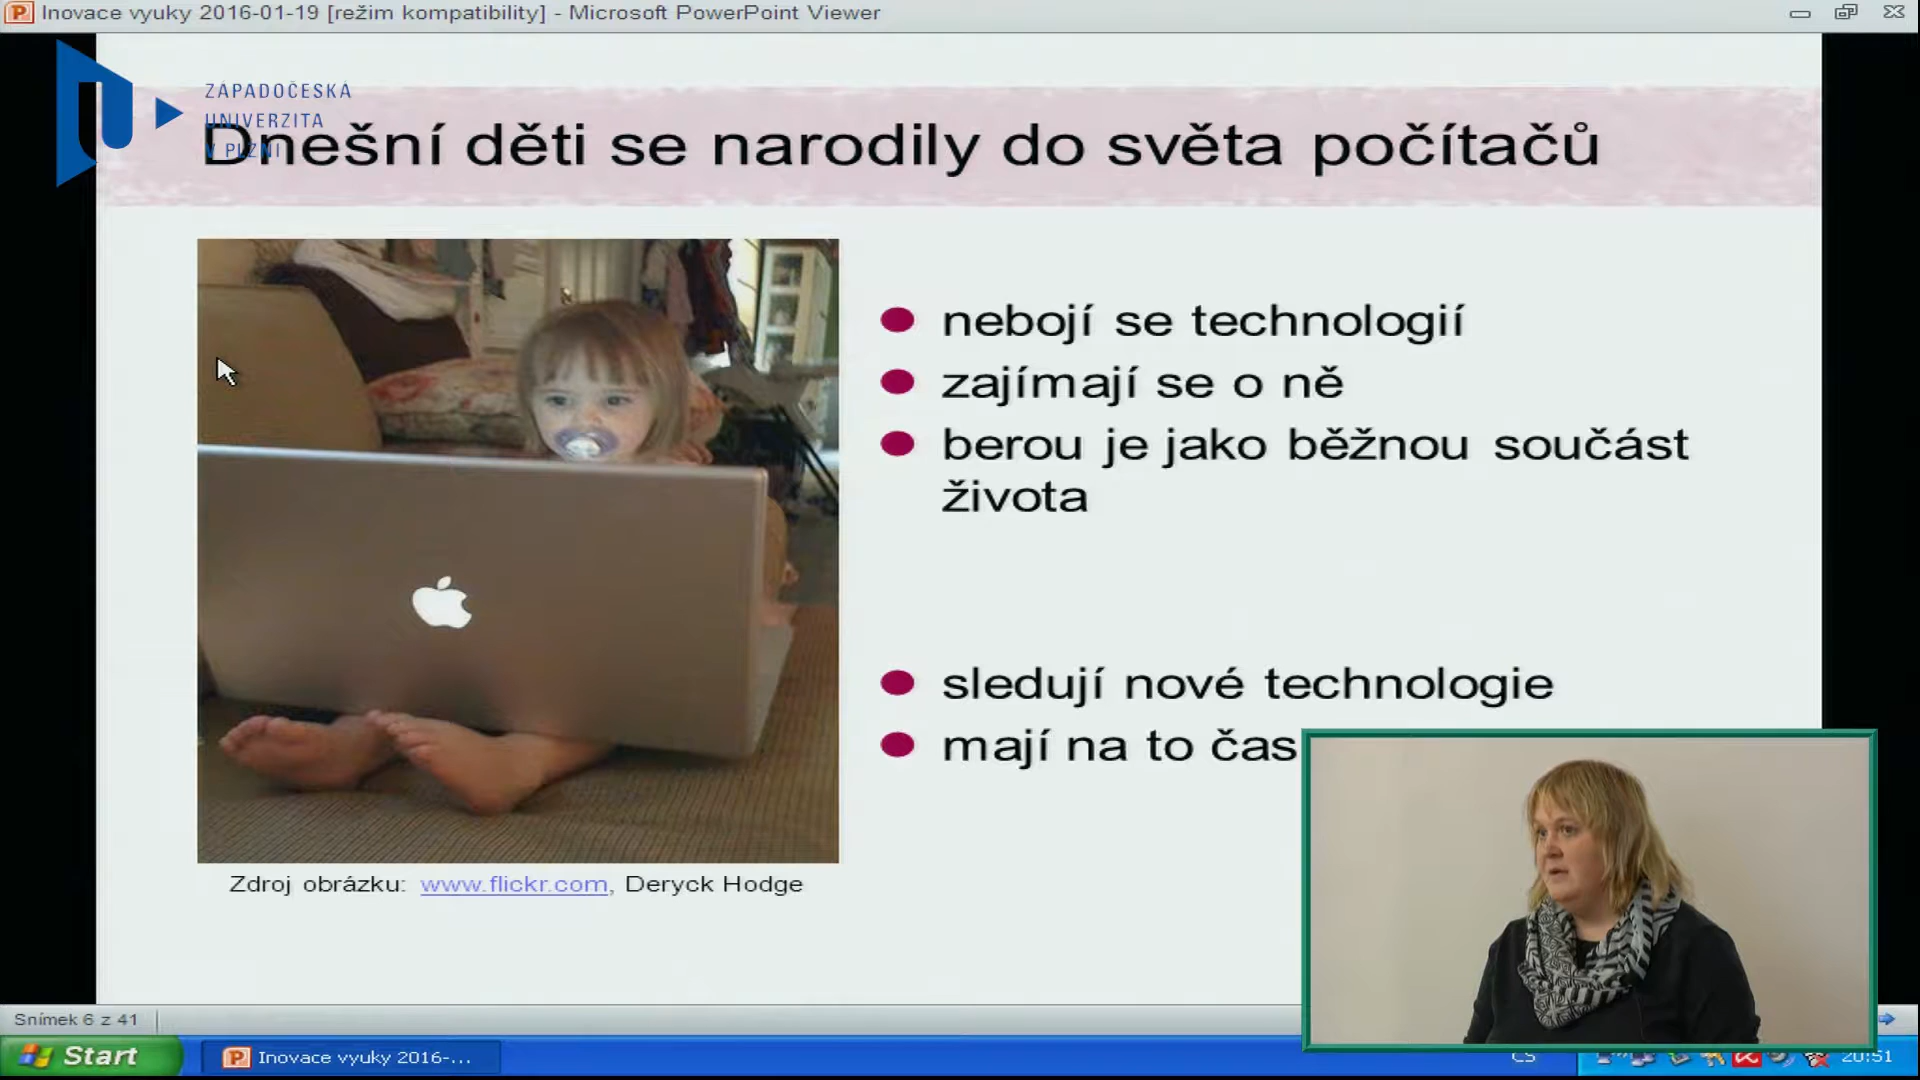 Inovace vyuky 2016-01-19 [režim kompatibility] - Microsoft PowerPoint Viewer
ZÁPADOČESKÁ
UNIVERZITA
V PLZNI
Dnešní děti se narodily do světa počítačů
nebojí se technologií
zajímají se o ně
berou je jako běžnou součást
života
sledují nové technologie
mají na to čas
Zdroj obrázku: www.flickr.com, Deryck Hodge
Snímek 6 z 41
Start
Inovace vyuky 2016-...
CS
20:51